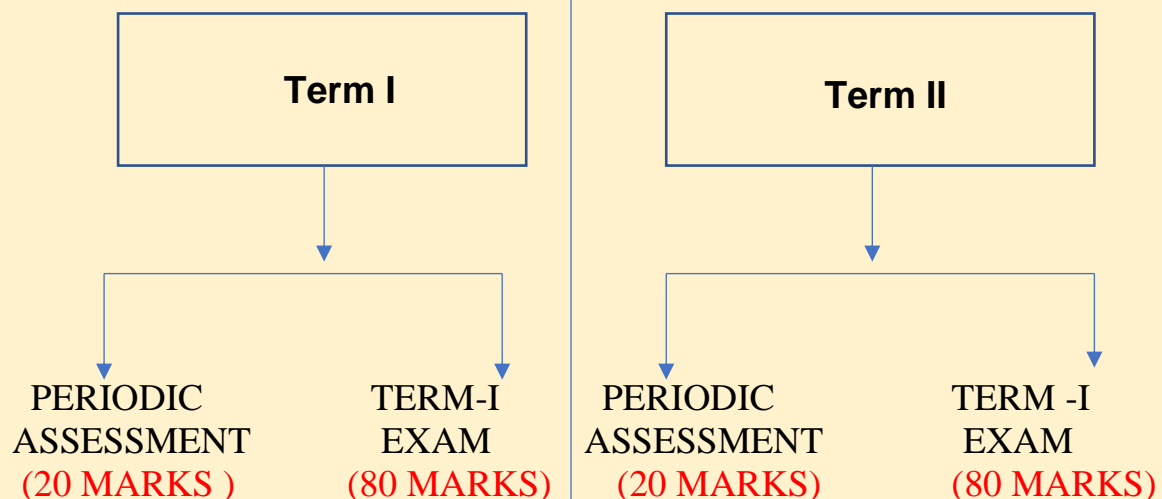 Term I
PERIODIC
ASSESSMENT
(20 MARKS )
TERM-I
EXAM
(80 MARKS)
Term II
PERIODIC
ASSESSMENT
(20 MARKS)
TERM -I
EXAM
(80 MARKS)